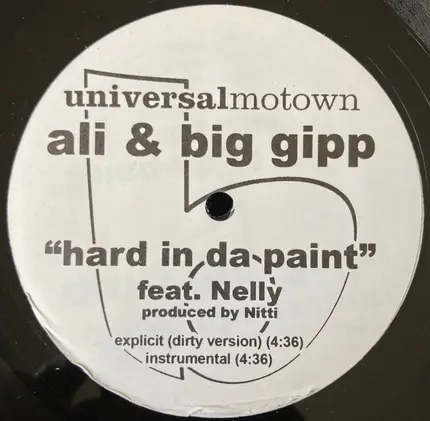 universalmotown
ali & big gipp
“hard in da paint”
feat. Nelly
produced by Nitti
explicit (dirty version) (4:36)
instrumental (4:36)